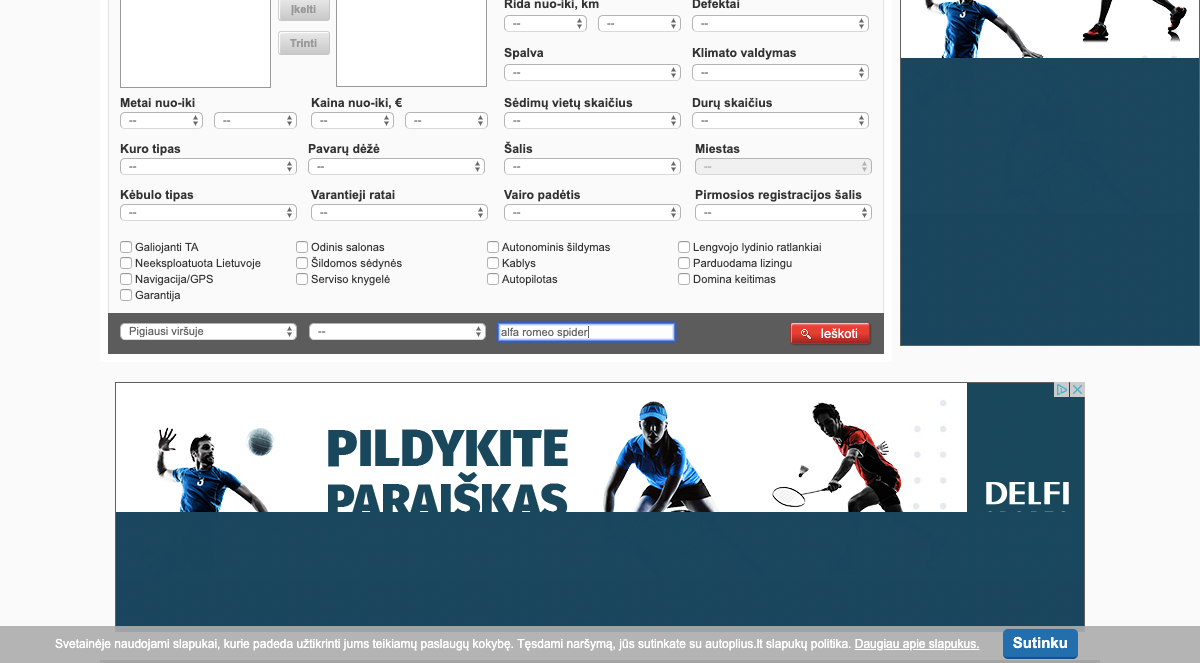 Įkelti
Trinti
Rida nuo-iki, km
Defektai
-- -- --
Spalva
Klimato valdymas
-- --
Metai nuo-iki
Kaina nuo-iki, €
Sėdimų vietų skaičius
Durų skaičius
-- -- -- -- -- --
Kuro tipas
Pavarų dėžė
Šalis
Miestas
-- -- -- --
Kėbulo tipas
Varantieji ratai
Vairo padėtis
Pirmosios registracijos šalis
-- -- -- --
Galiojanti TA
Odinis salonas
Autonominis šildymas
Lengvojo lydinio ratlankiai
Neeksploatuota Lietuvoje
Šildomos sėdynės
Kablys
Parduodama lizingu
Navigacija/GPS
Serviso knygelė
Autopilotas
Domina keitimas
Garantija
Pigiausi viršuje
--
alfa romeo spider
Ieškoti
PILDYKITE
PARAIŠKAS
DELFI
Svetainėje naudojami slapukai, kurie padeda užtikrinti jums teikiamų paslaugų kokybę. Tęsdami naršymą, jūs sutinkate su autoplius.lt slapukų politika. Daugiau apie slapukus.
Sutinku